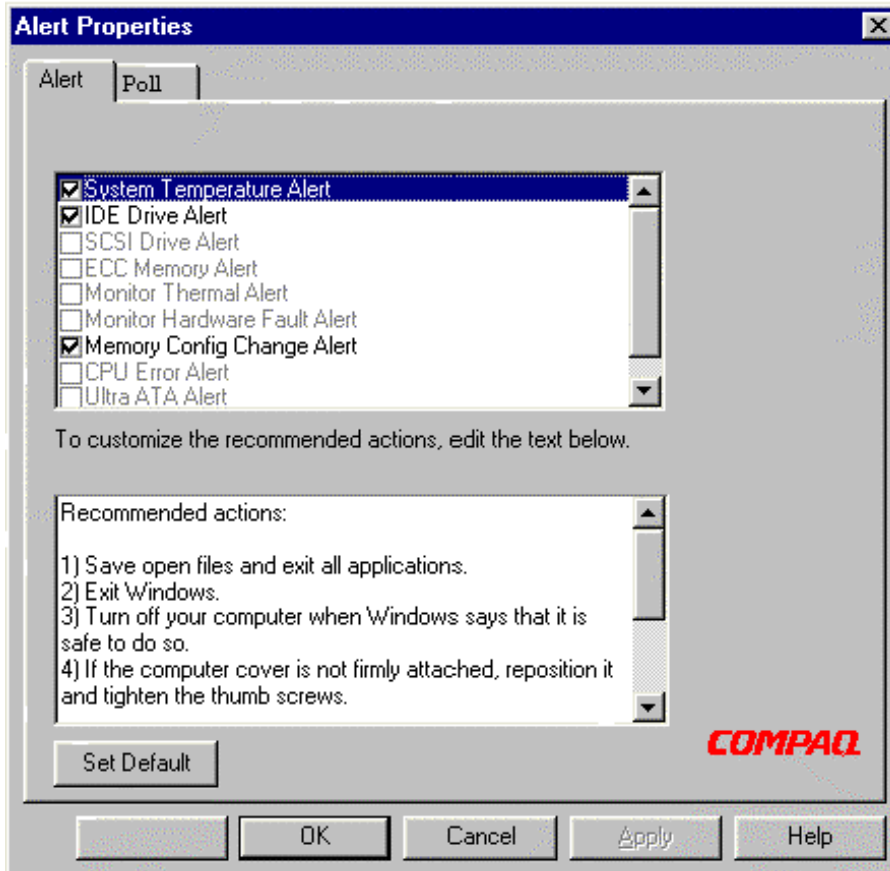 Alert Properties
Alert
Poll
System Temperature Alert
IDE Drive Alert
SCSI Drive Alert
ECC Memory Alert
Monitor Thermal Alert
Monitor Hardware Fault Alert
Memory Config Change Alert
CPU Error Alert
Ultra ATA Alert
To customize the recommended actions, edit the text below.
Recommended actions:
1) Save open files and exit all applications.
2) Exit Windows.
3) Turn off your computer when Windows says that it is
safe to do so.
4) If the computer cover is not firmly attached, reposition it
and tighten the thumb screws.
COMPAQ
Set Default
OK
Cancel
Apply
Help